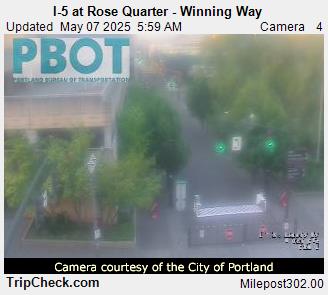 I-5 at Rose Quarter - Winning Way
Updated May 07 2025 5:59 AM Camera 4
PBOT
PORTLAND BUREAU OF TRANSPORTATION
Camera courtesy of the City of Portland
TripCheck.com Milepost302.00